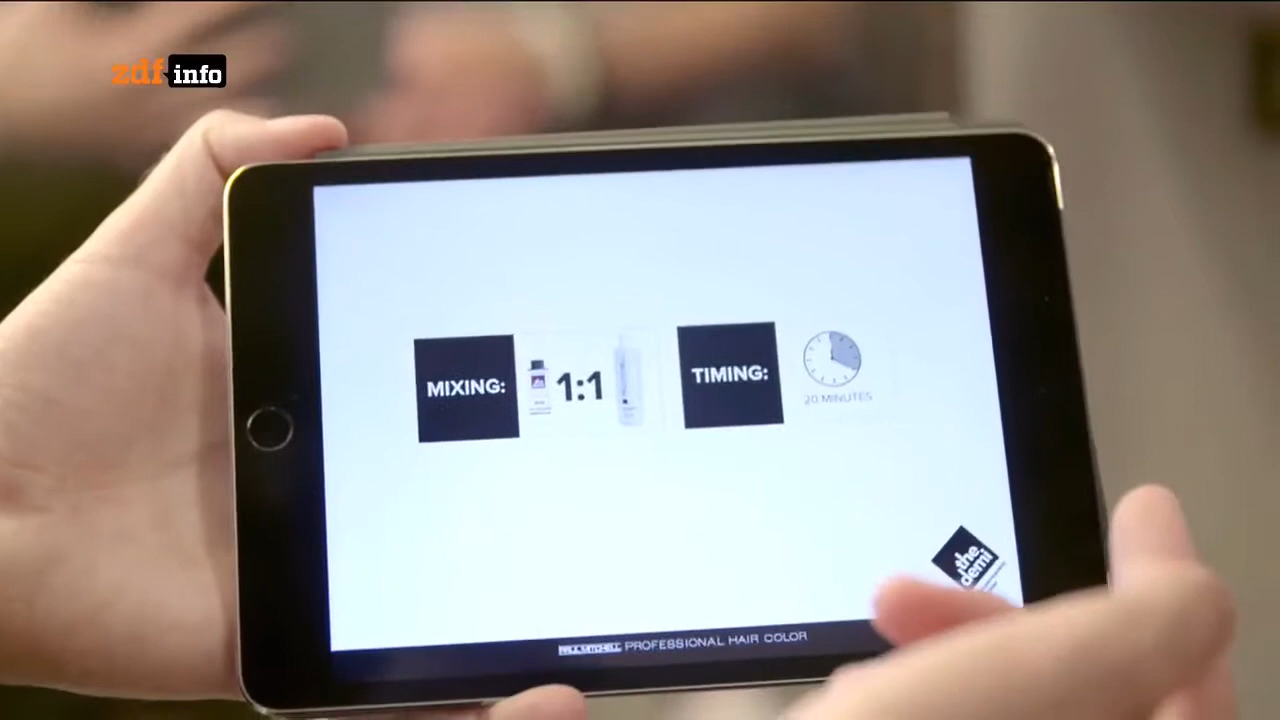 zdf info
MIXING:
1:1
TIMING:
20 MINUTES
the
demi
PAUL MITCHELL PROFESSIONAL HAIR COLOR